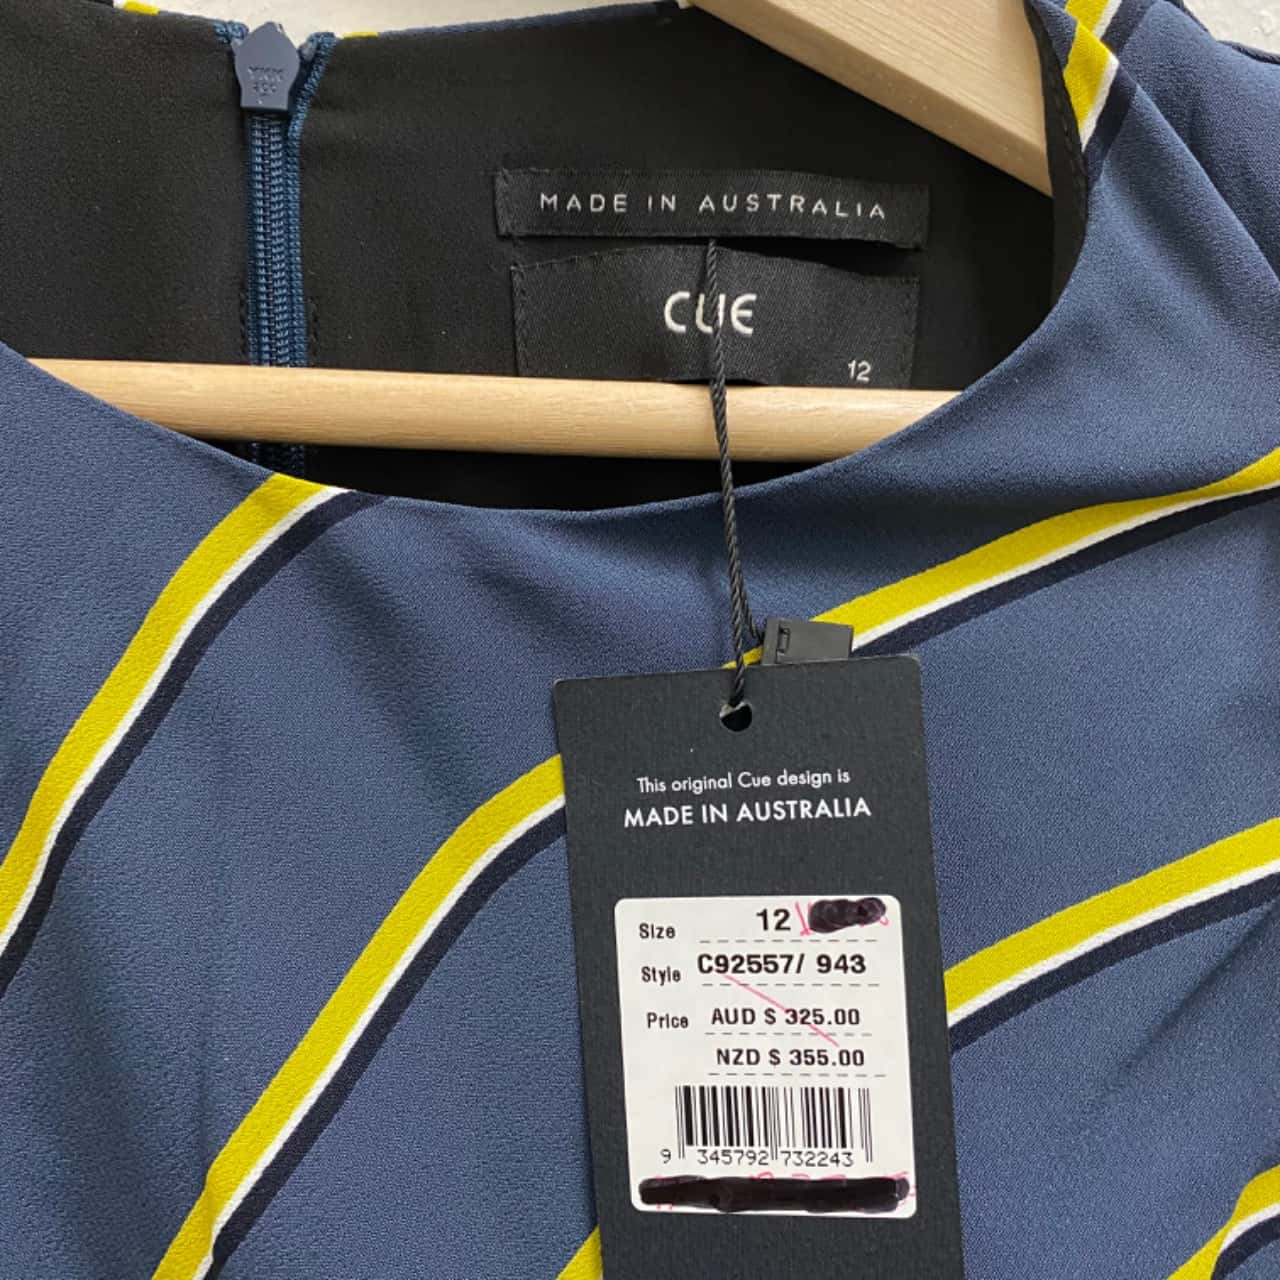 YKK
MADE IN AUSTRALIA
CUE
12
This original Cue design is
MADE IN AUSTRALIA
Size 12
Style C92557/ 943
Price AUD $ 325.00
NZD $ 355.00
9 345792 732243